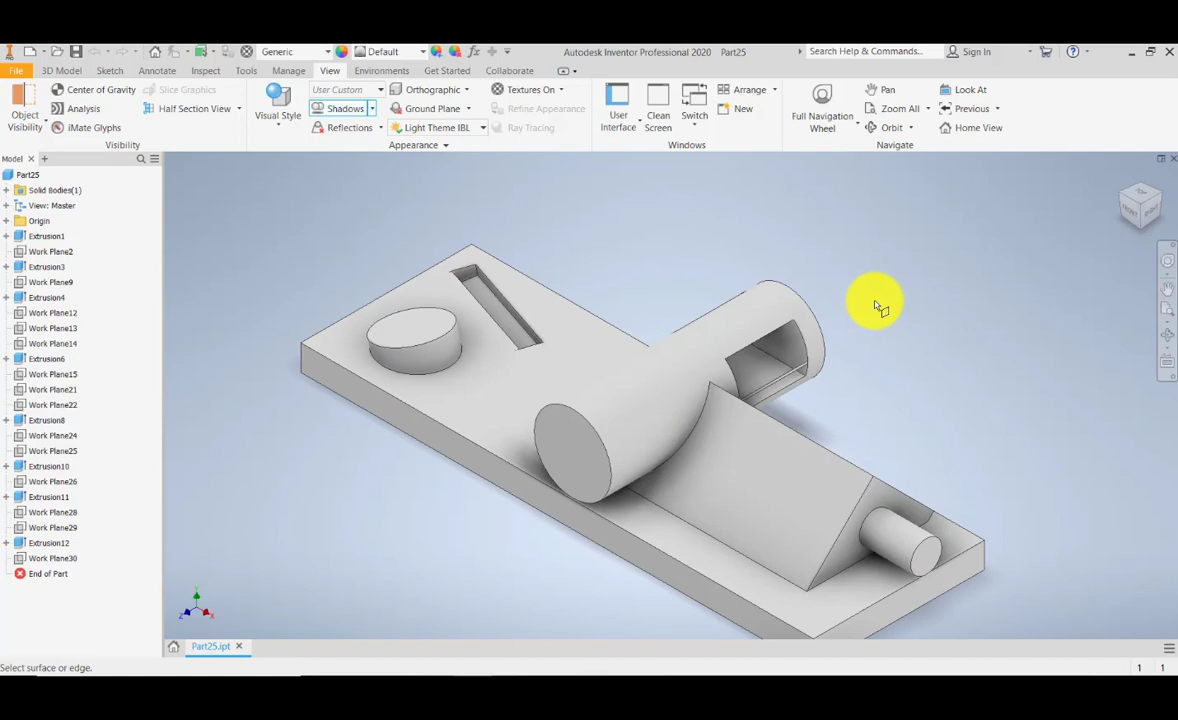 Generic Default fx Autodesk Inventor Professional 2020 Part25 Search Help & Commands... Sign In
File 3D Model Sketch Annotate Inspect Tools Manage View Environments Get Started Collaborate
Object Visibility
Center of Gravity Slice Graphics
Analysis Half Section View
iMate Glyphs
Visibility
Visual Style
User Custom Orthographic Textures On
Shadows Ground Plane Refine Appearance
Reflections Light Theme IBL Ray Tracing
Appearance
User Interface
Clean Screen
Switch
Arrange
New
Windows
Full Navigation Wheel
Pan Look At
Zoom All Previous
Orbit Home View
Navigate
Model
Part25
Solid Bodies(1)
View: Master
Origin
Extrusion1
Work Plane2
Extrusion3
Work Plane9
Extrusion4
Work Plane12
Work Plane13
Work Plane14
Extrusion6
Work Plane15
Work Plane21
Work Plane22
Extrusion8
Work Plane24
Work Plane25
Extrusion10
Work Plane26
Extrusion11
Work Plane28
Work Plane29
Extrusion12
Work Plane30
End of Part
TOP
FRONT RIGHT
Part25.ipt
Select surface or edge. 1 1